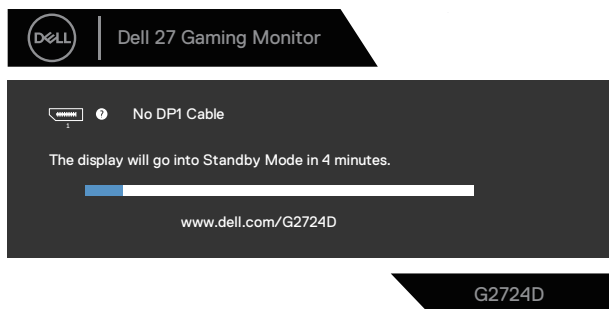 DELL
Dell 27 Gaming Monitor
? No DP1 Cable
1
The display will go into Standby Mode in 4 minutes.
www.dell.com/G2724D
G2724D